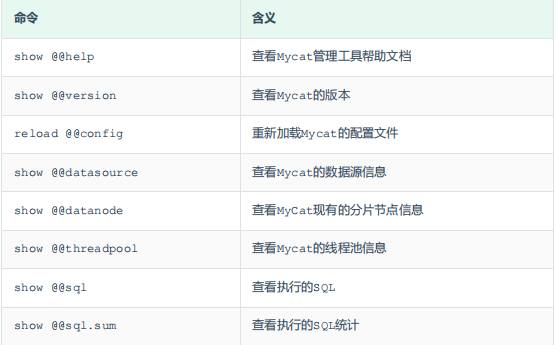 命令 含义
show @@help 查看Mycat管理工具帮助文档
show @@version 查看Mycat的版本
reload @@config 重新加载Mycat的配置文件
show @@datasource 查看Mycat的数据源信息
show @@datanode 查看MyCat现有的分片节点信息
show @@threadpool 查看Mycat的线程池信息
show @@sql 查看执行的SQL
show @@sql.sum 查看执行的SQL统计